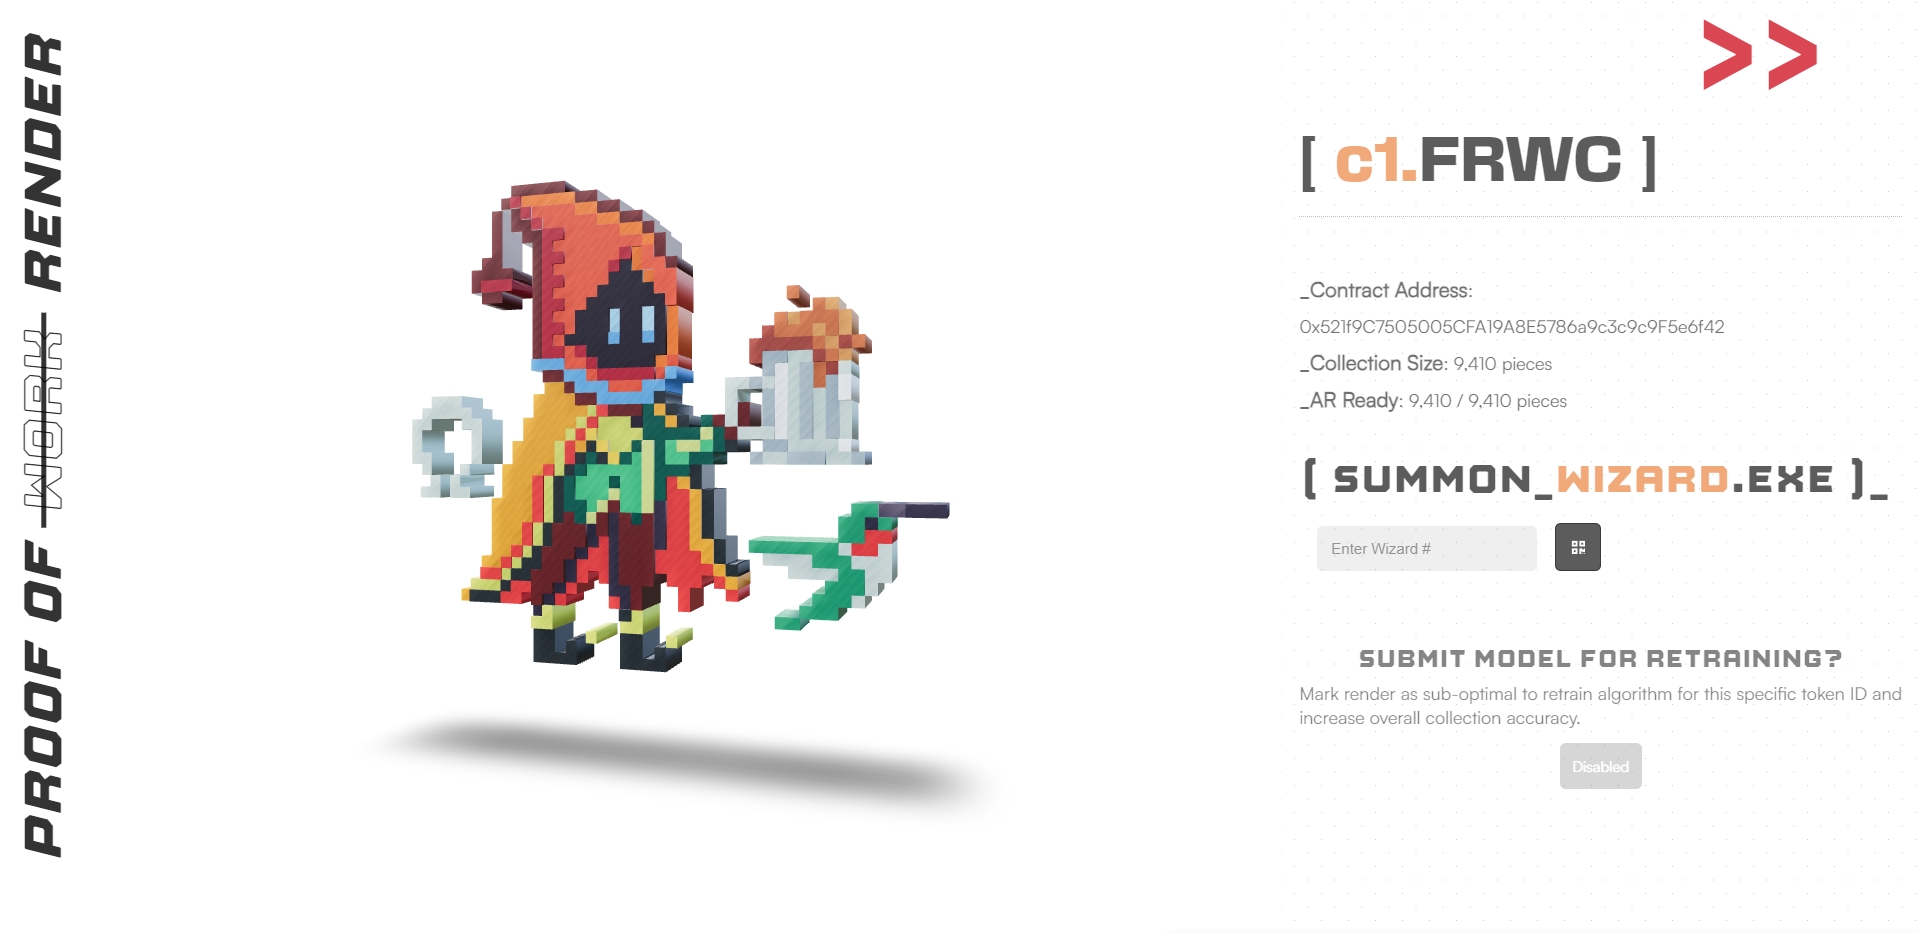 PROOF OF WORK RENDER
>>
[ c1.FRWC ]
_Contract Address:
0x521f9C7505005CFA19A8E5786a9c3c9c9F5e6f42
_Collection Size: 9,410 pieces
_AR Ready: 9,410 / 9,410 pieces
[ SUMMON_WIZARD.EXE ]_
Enter Wizard #
SUBMIT MODEL FOR RETRAINING?
Mark render as sub-optimal to retrain algorithm for this specific token ID and
increase overall collection accuracy.
Disabled